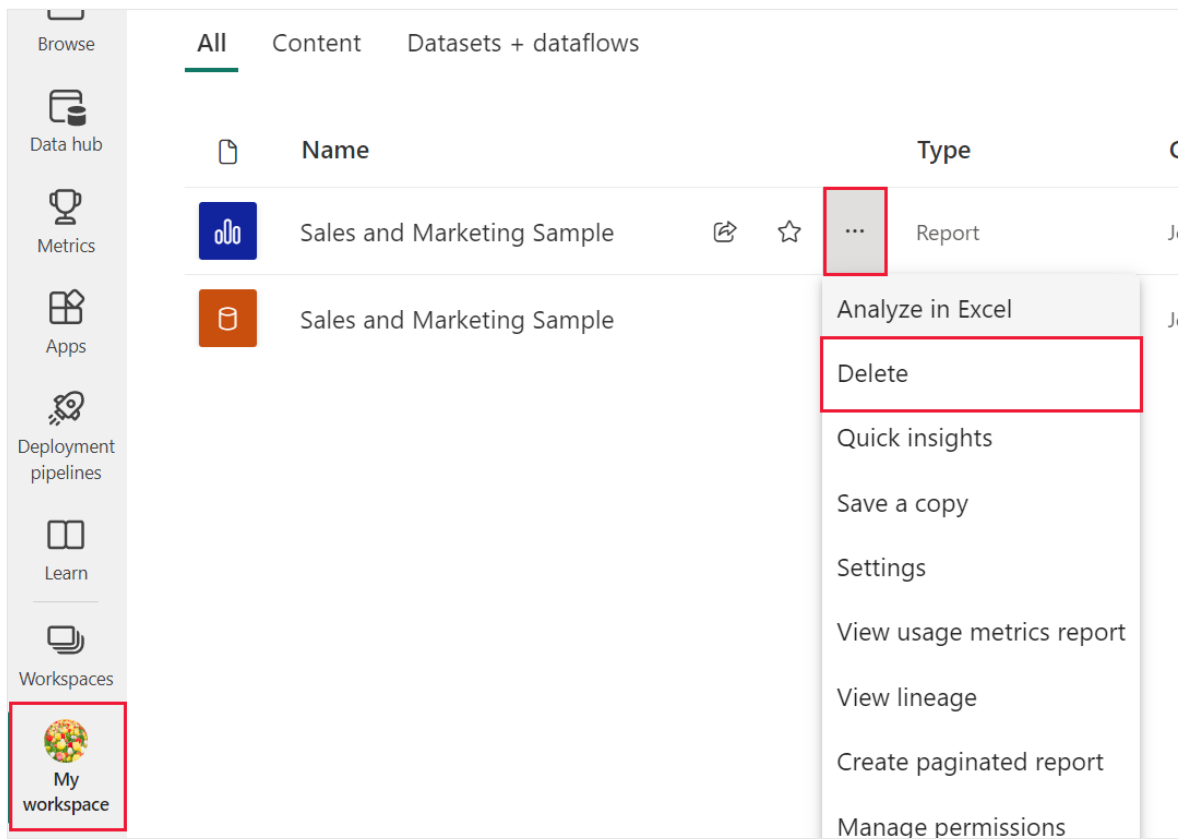 Browse
Data hub
Metrics
Apps
Deployment
pipelines
Learn
Workspaces
My
workspace
All Content Datasets + dataflows
Name Type
Sales and Marketing Sample ... Report
Sales and Marketing Sample
Analyze in Excel
Delete
Quick insights
Save a copy
Settings
View usage metrics report
View lineage
Create paginated report
Manage permissions